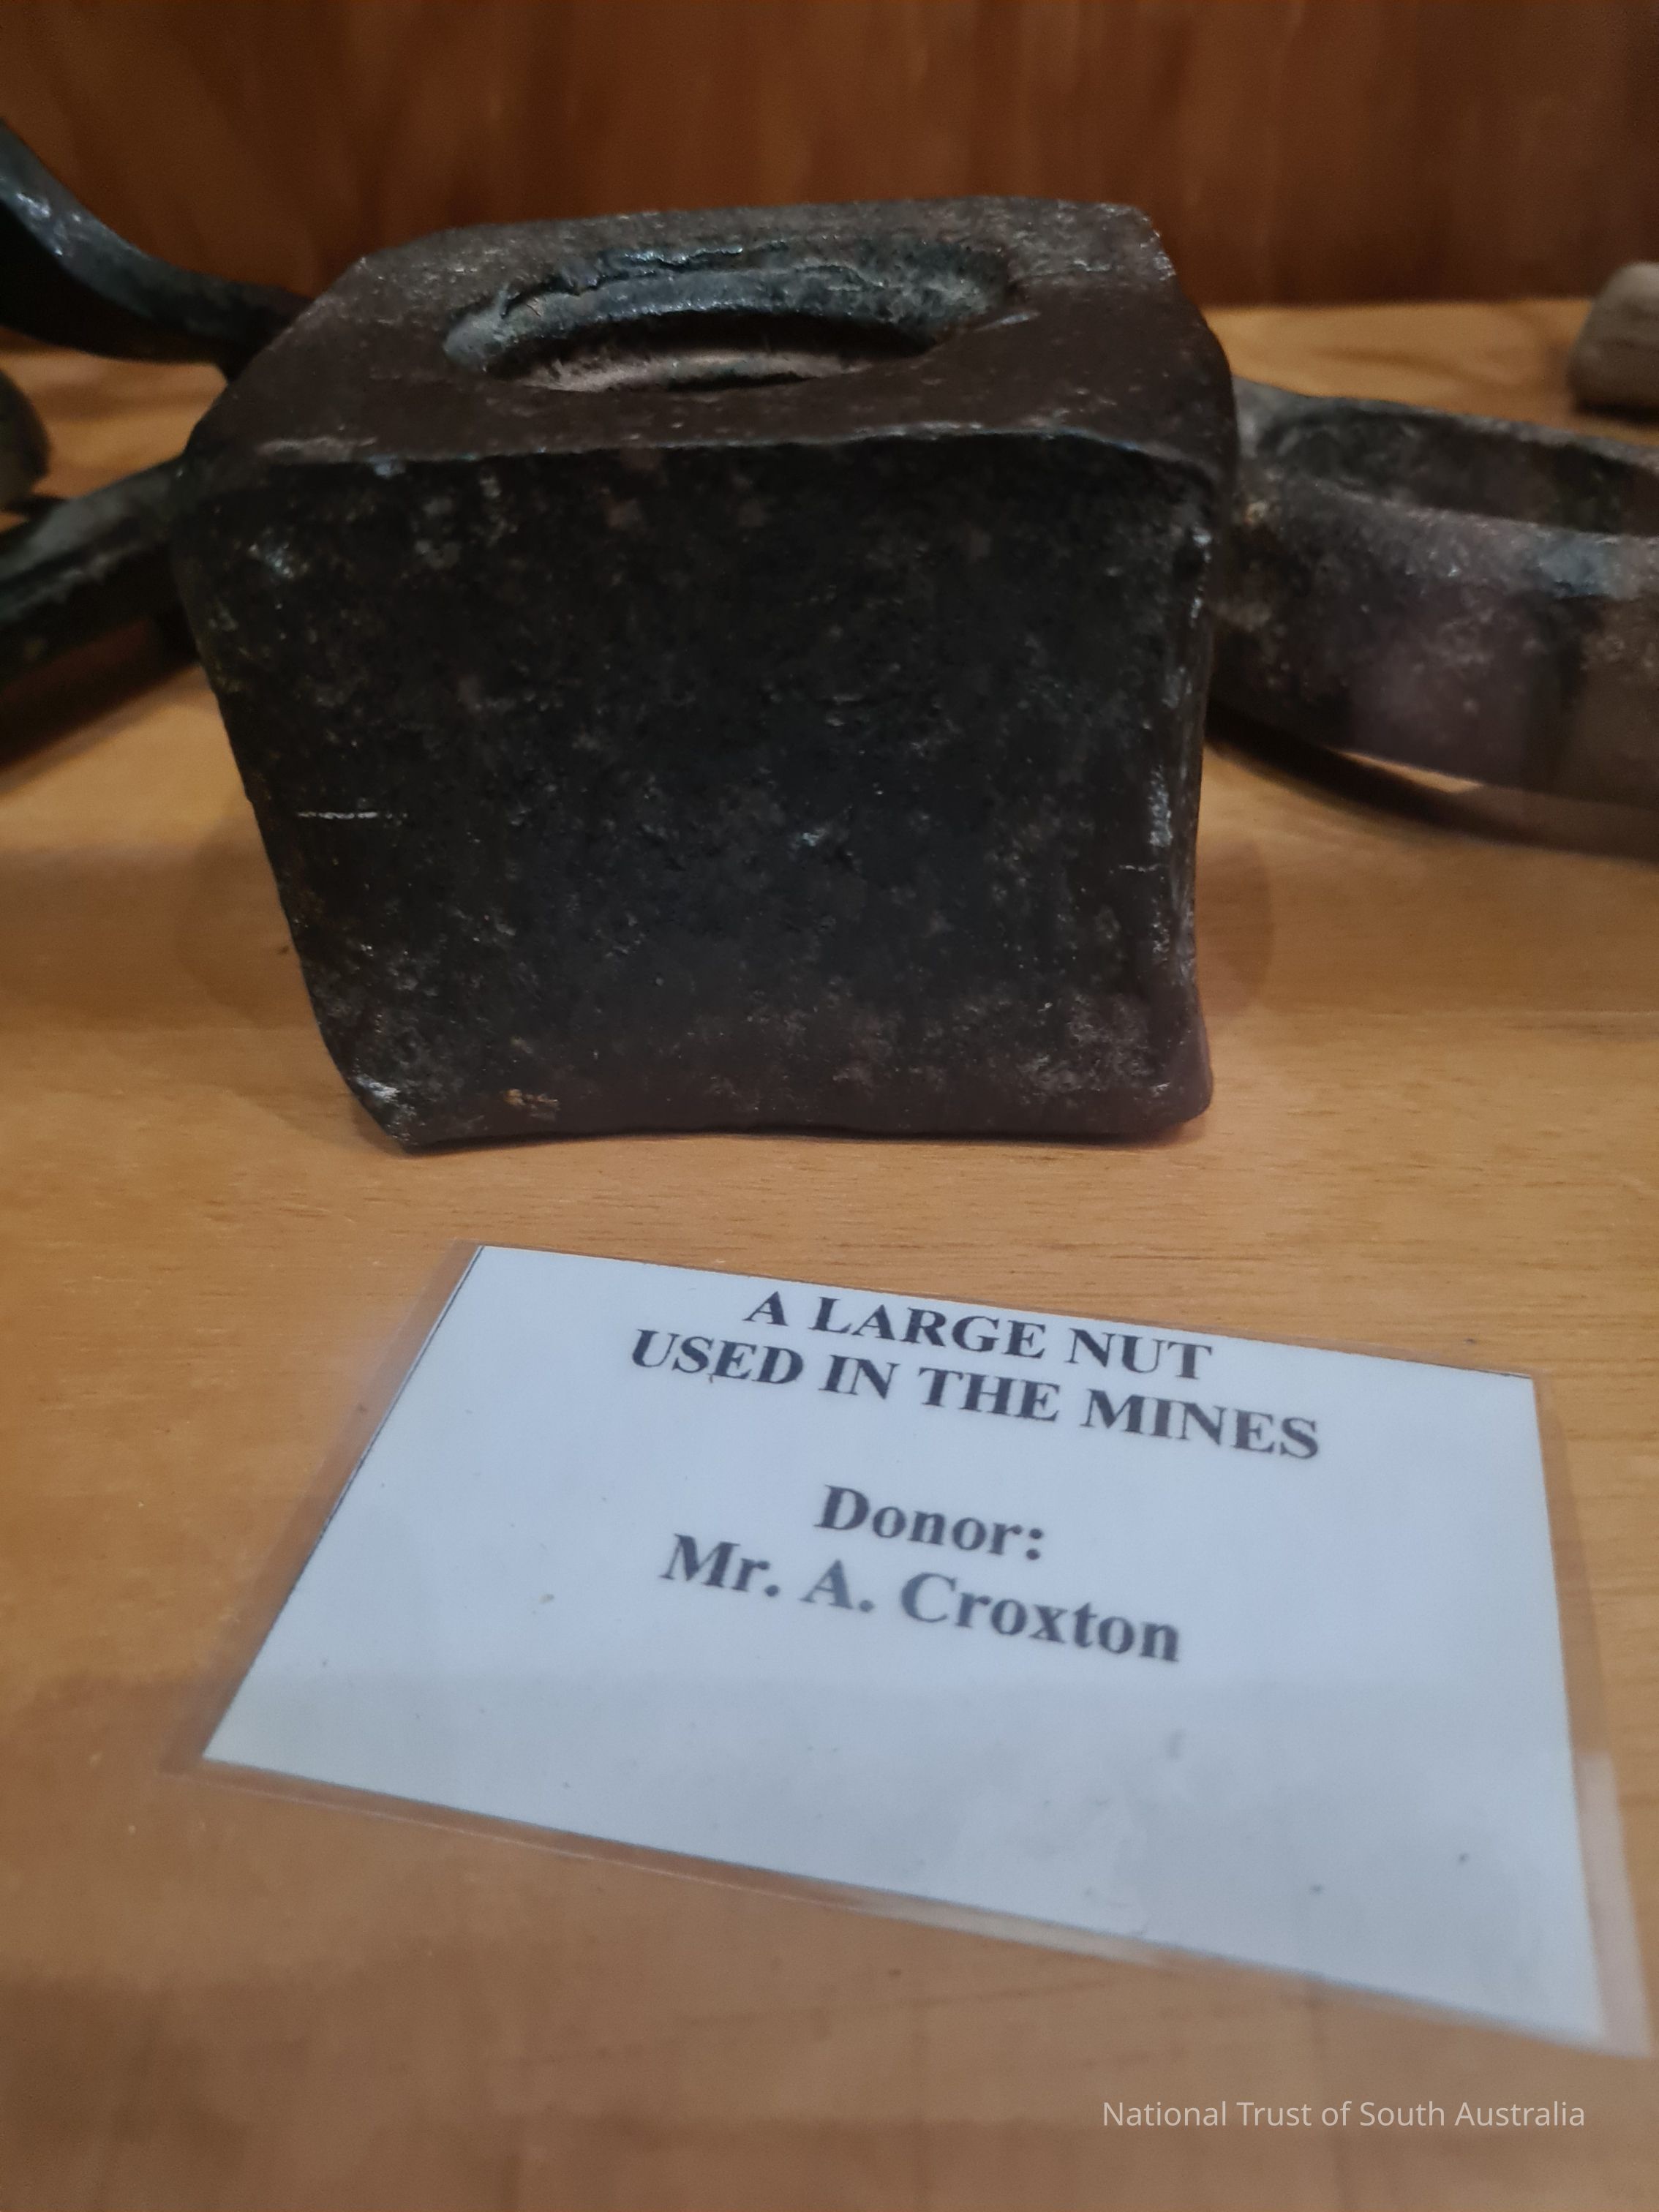 A LARGE NUT
USED IN THE MINES
Donor:
Mr. A. Croxton
National Trust of South Australia